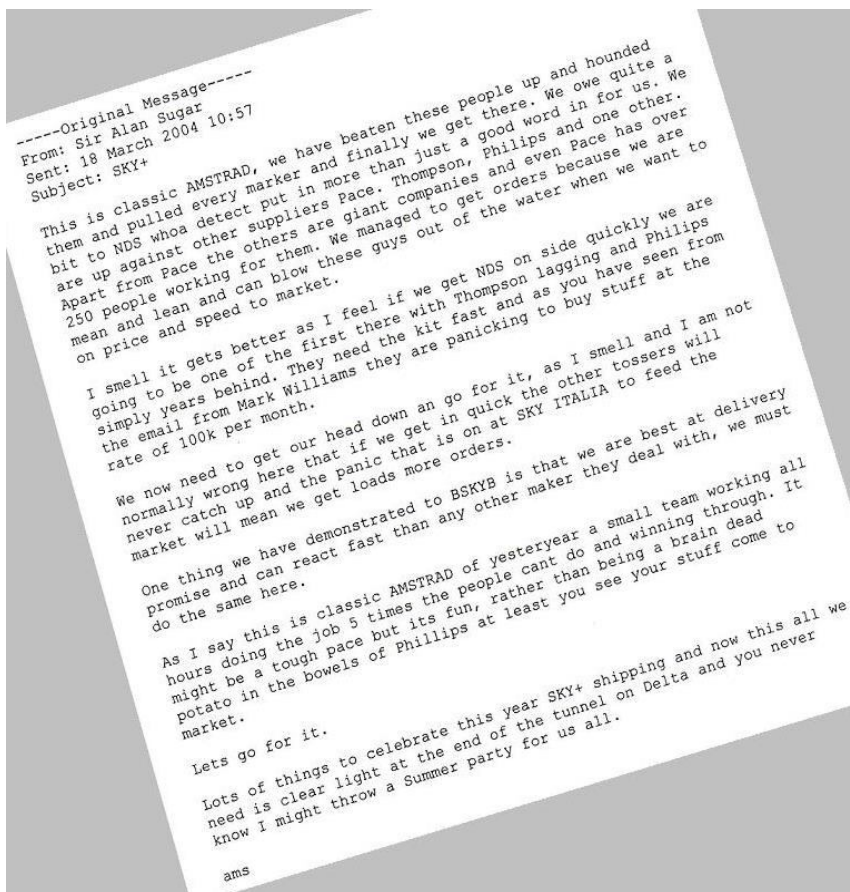 -----Original Message-----
From: Sir Alan Sugar
Sent: 18 March 2004 10:57
Subject: SKY+
This is classic AMSTRAD, we have beaten these people up and hounded
them and pulled every marker and finally we get there. We owe quite a
bit to NDS whoa detect put in more than just a good word in for us. We
are up against other suppliers Pace. Thompson, Philips and one other.
Apart from Pace the others are giant companies and even Pace has over
250 people working for them. We managed to get orders because we are
mean and lean and can blow these guys out of the water when we want to
on price and speed to market.
I smell it gets better as I feel if we get NDS on side quickly we are
going to be one of the first there with Thompson lagging and Philips
simply years behind. They need the kit fast and as you have seen from
the email from Mark Williams they are panicking to buy stuff at the
rate of 100k per month.
We now need to get our head down an go for it, as I smell and I am not
normally wrong here that if we get in quick the other tossers will
never catch up and the panic that is on at SKY ITALIA to feed the
market will mean we get loads more orders.
One thing we have demonstrated to BSKYB is that we are best at delivery
promise and can react fast than any other maker they deal with, we must
do the same here.
As I say this is classic AMSTRAD of yesteryear a small team working all
hours doing the job 5 times the people cant do and winning through. It
might be a tough pace but its fun, rather than being a brain dead
potato in the bowels of Phillips at least you see your stuff come to
market.
Lets go for it.
Lots of things to celebrate this year SKY+ shipping and now this all we
need is clear light at the end of the tunnel on Delta and you never
know I might throw a Summer party for us all.
ams